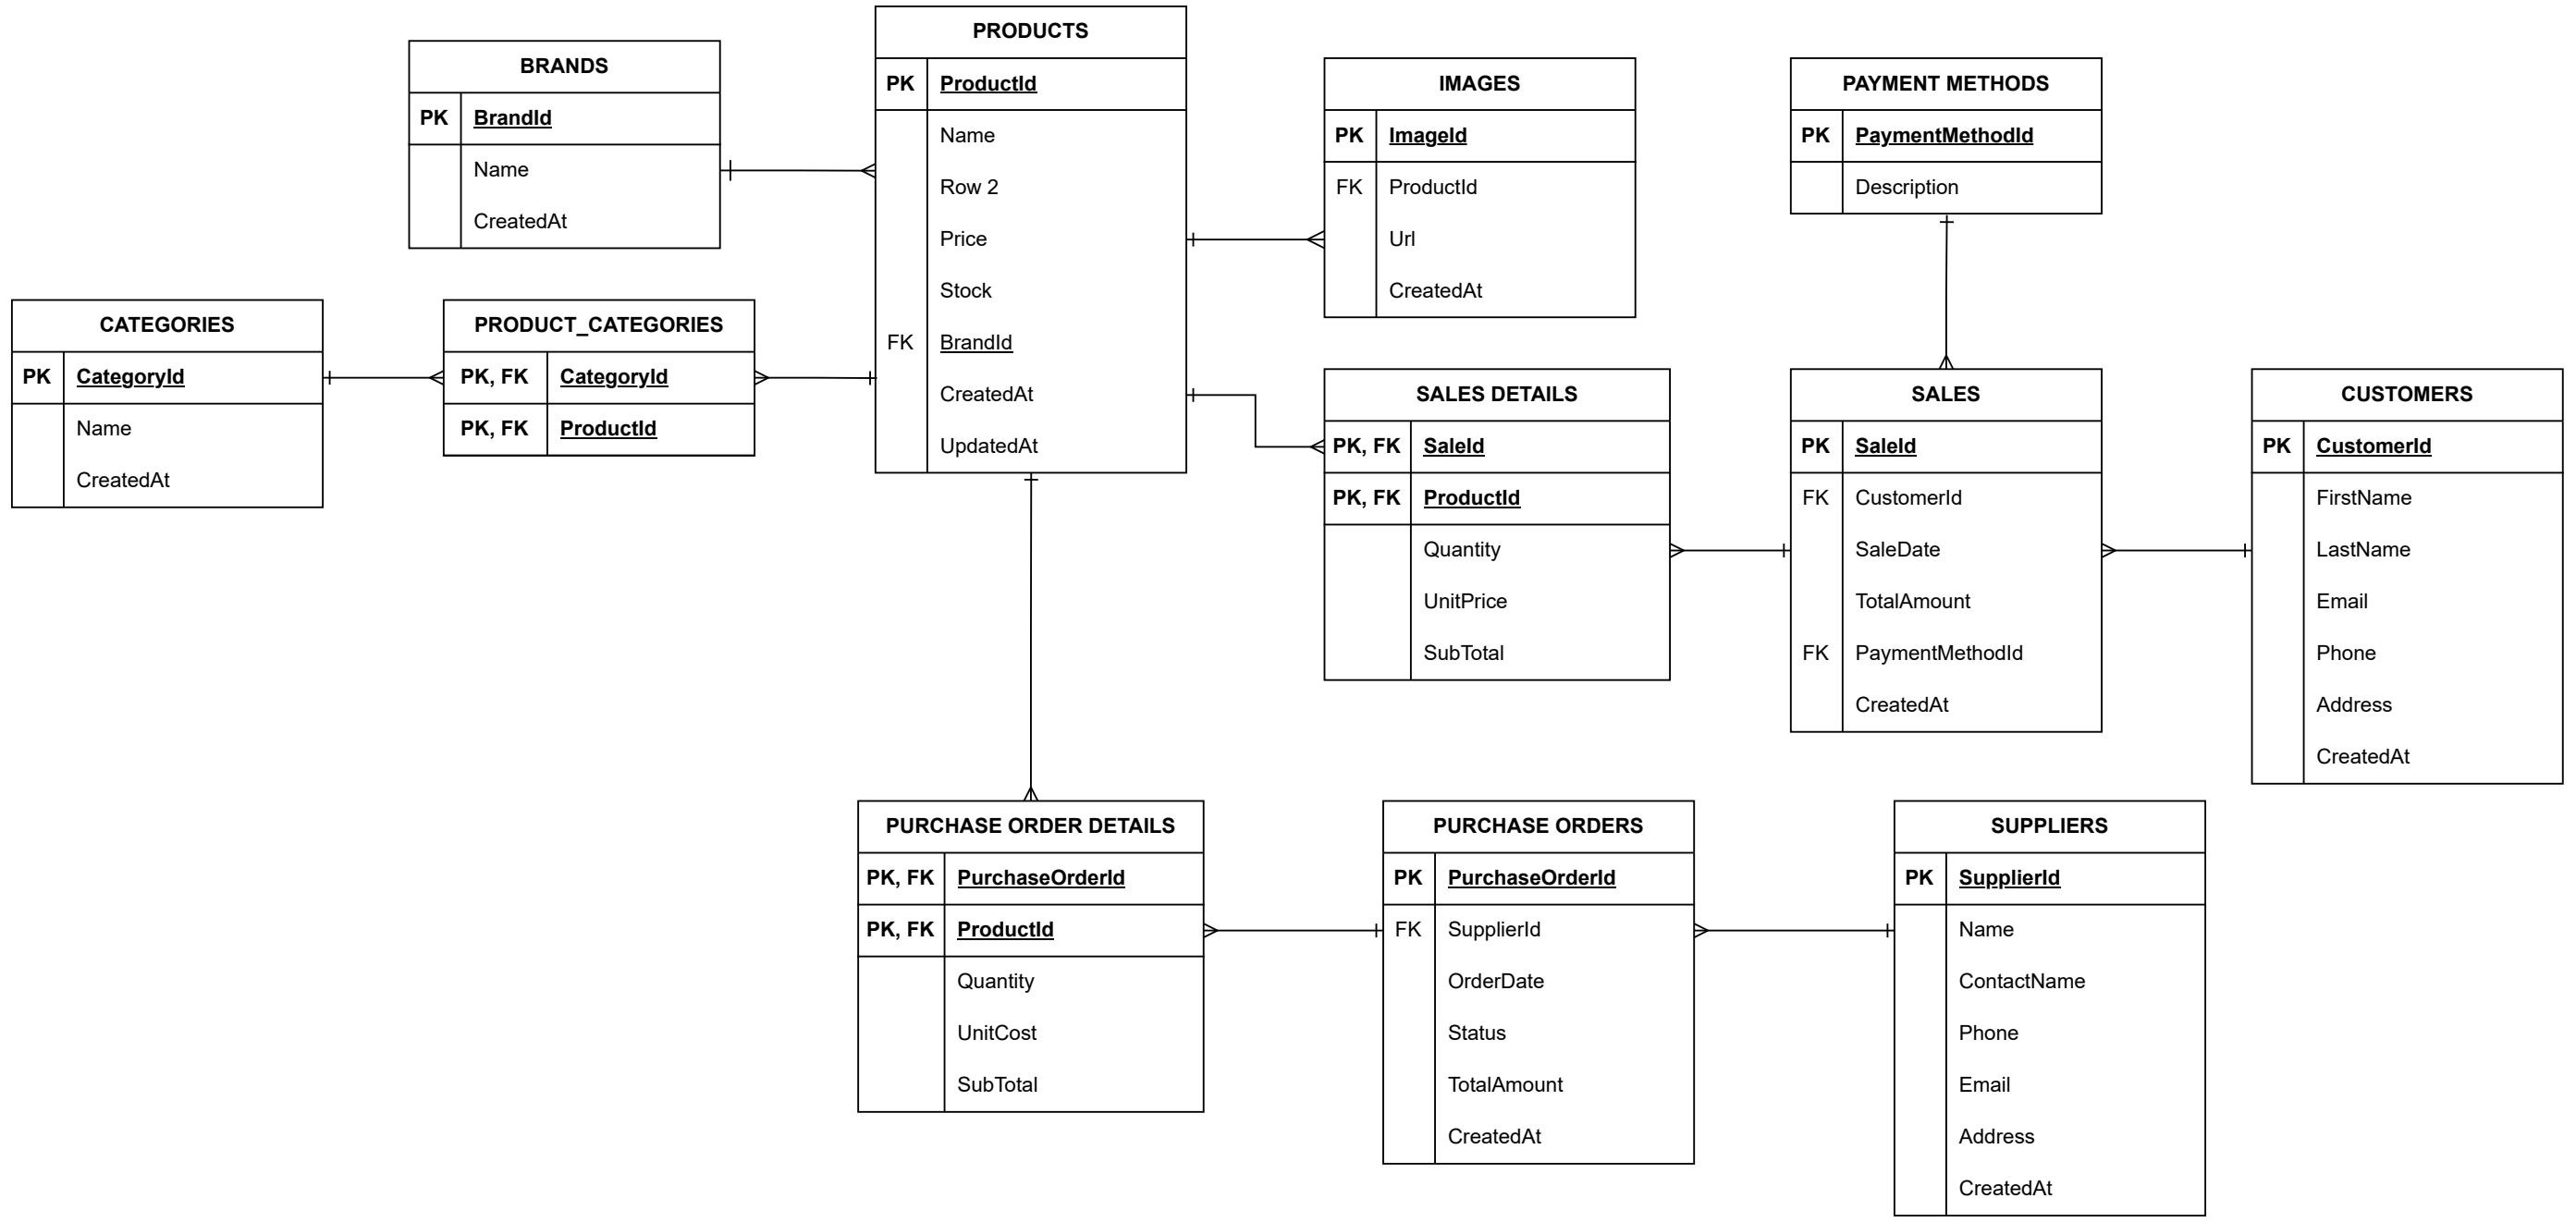 BRANDS
PK BrandId
Name
CreatedAt
PRODUCTS
PK ProductId
Name
Row 2
Price
Stock
FK BrandId
CreatedAt
UpdatedAt
IMAGES
PK ImageId
FK ProductId
Url
CreatedAt
PAYMENT METHODS
PK PaymentMethodId
Description
CATEGORIES
PK CategoryId
Name
CreatedAt
PRODUCT_CATEGORIES
PK, FK CategoryId
PK, FK ProductId
SALES DETAILS
PK, FK SaleId
PK, FK ProductId
Quantity
UnitPrice
SubTotal
SALES
PK SaleId
FK CustomerId
SaleDate
TotalAmount
FK PaymentMethodId
CreatedAt
CUSTOMERS
PK CustomerId
FirstName
LastName
Email
Phone
Address
CreatedAt
PURCHASE ORDER DETAILS
PK, FK PurchaseOrderId
PK, FK ProductId
Quantity
UnitCost
SubTotal
PURCHASE ORDERS
PK PurchaseOrderId
FK SupplierId
OrderDate
Status
TotalAmount
CreatedAt
SUPPLIERS
PK SupplierId
Name
ContactName
Phone
Email
Address
CreatedAt